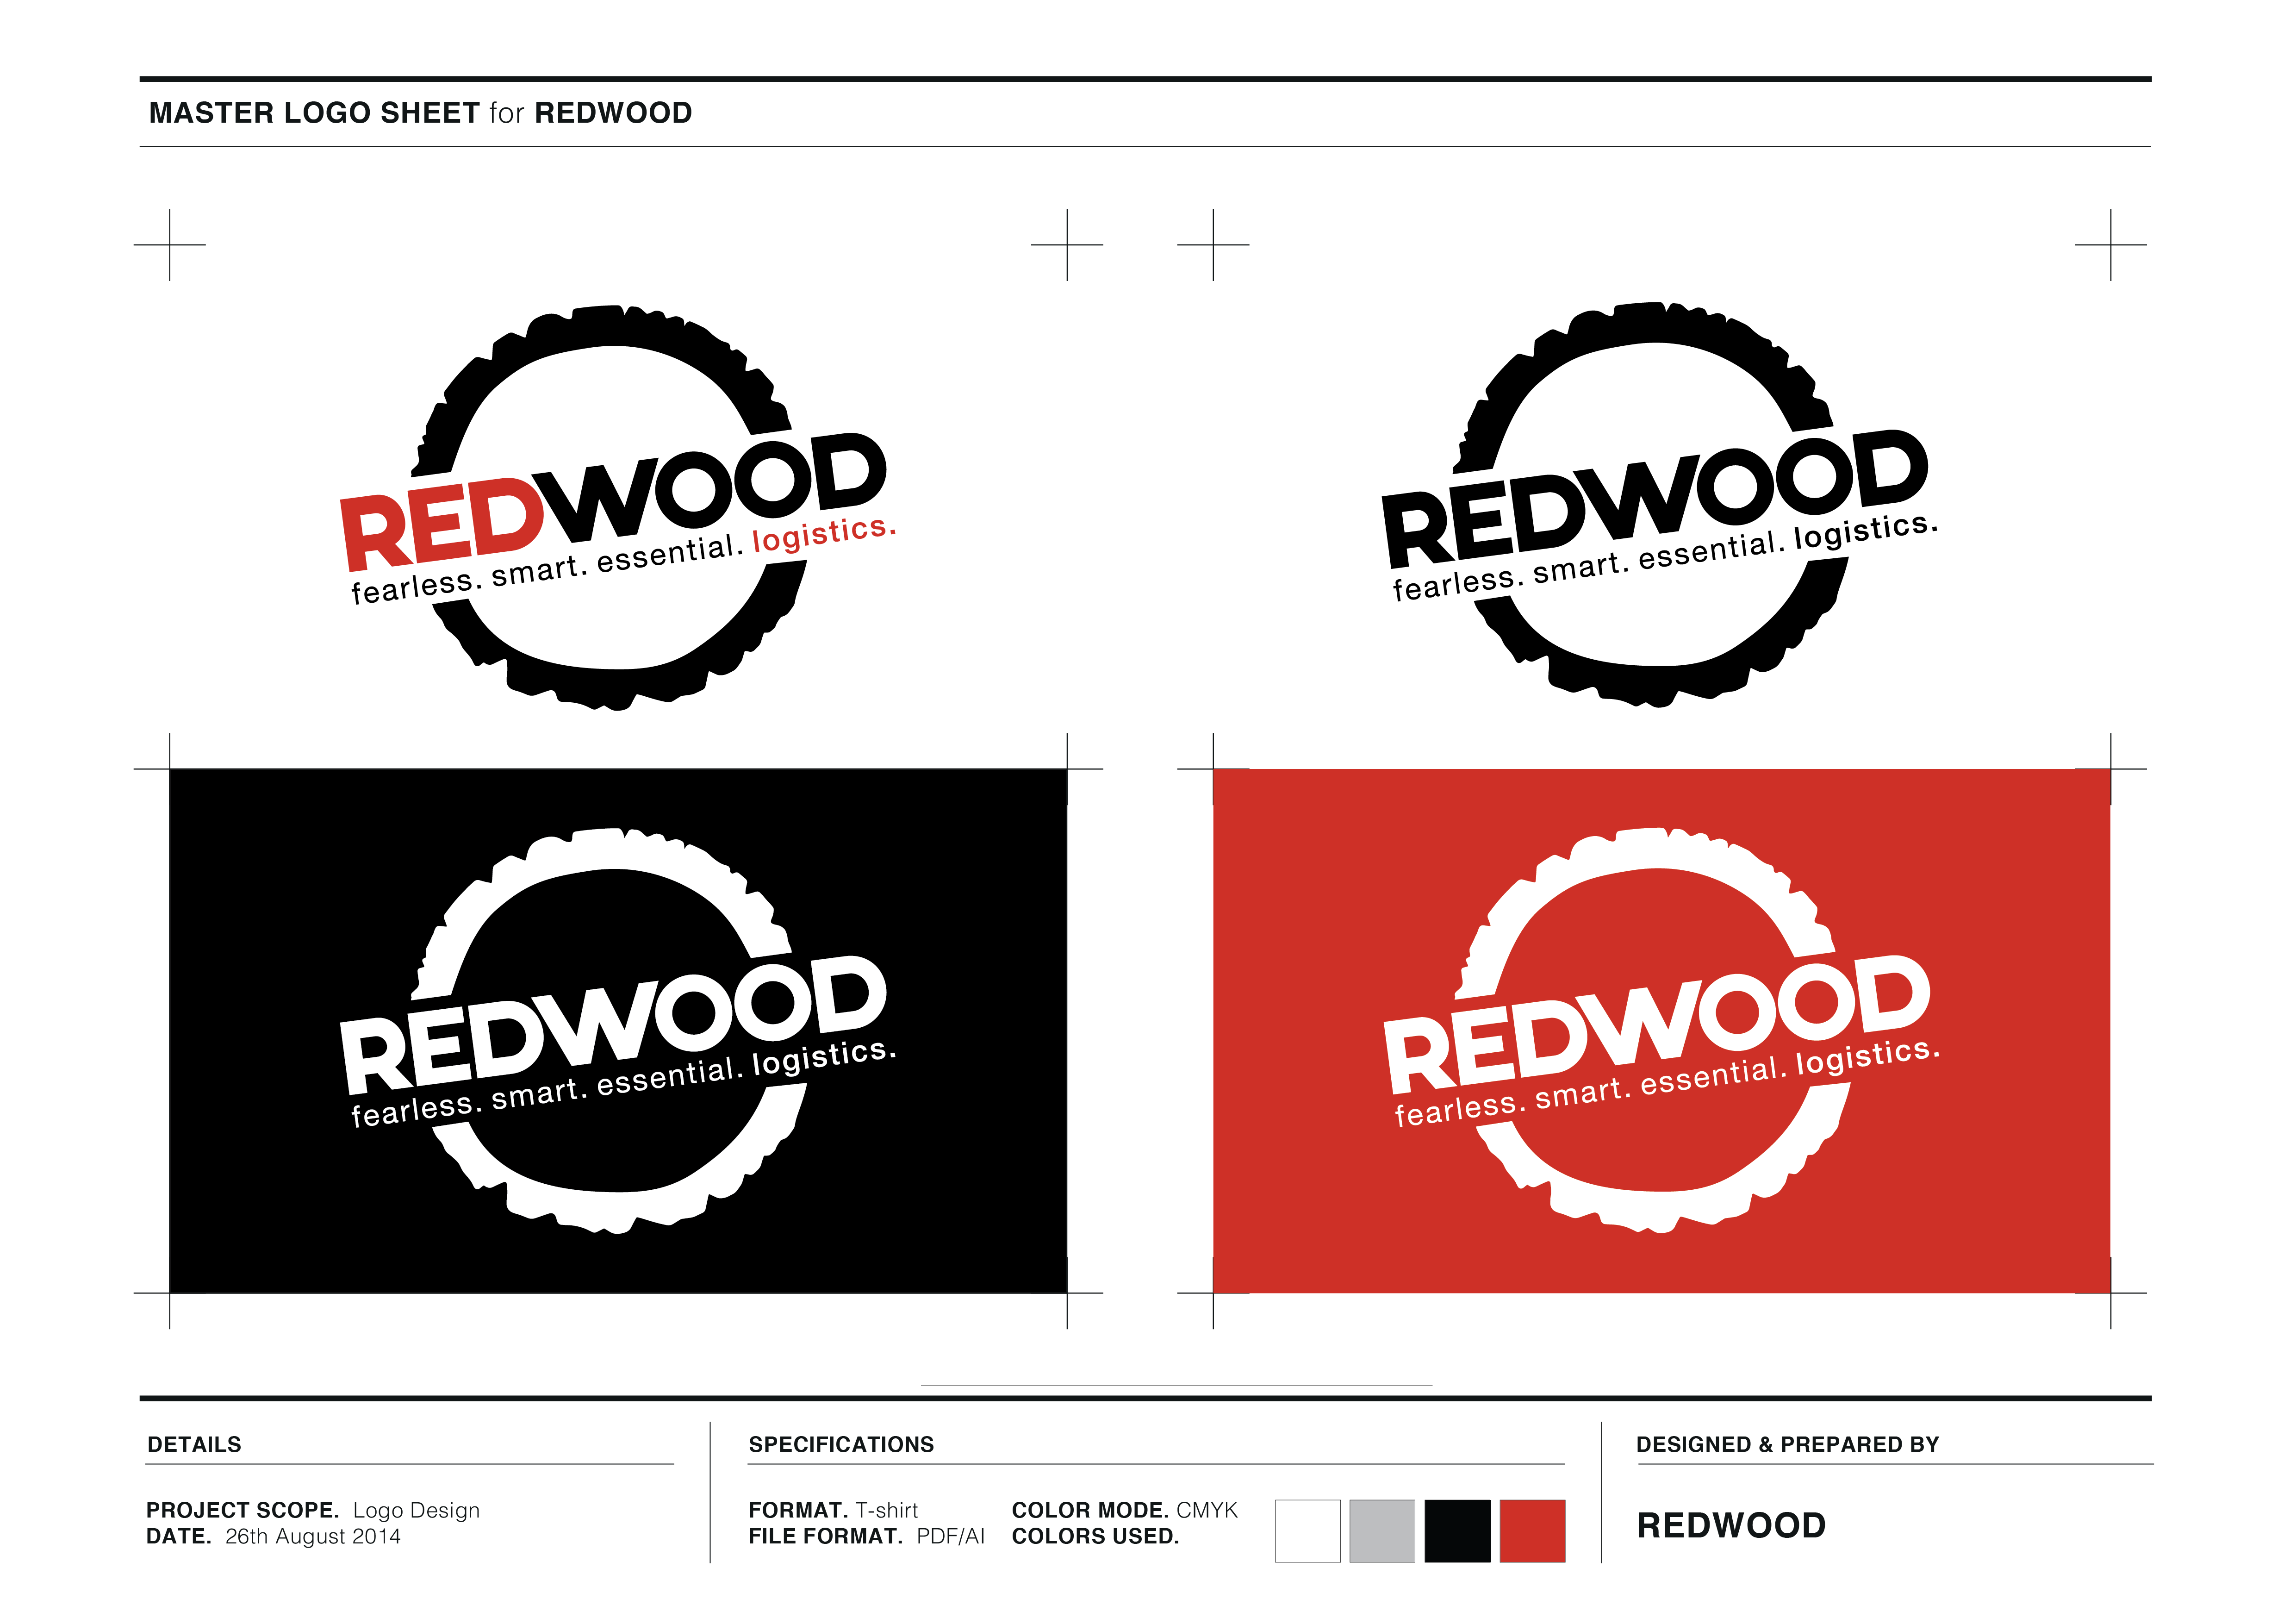 MASTER LOGO SHEET for REDWOOD
REDWOOD
fearless. smart. essential. logistics.
REDWOOD
fearless. smart. essential. logistics.
REDWOOD
fearless. smart. essential. logistics.
REDWOOD
fearless. smart. essential. logistics.
DETAILS
PROJECT SCOPE. Logo Design
DATE. 26th August 2014
SPECIFICATIONS
FORMAT. T-shirt
FILE FORMAT. PDF/AI
COLOR MODE. CMYK
COLORS USED.
DESIGNED & PREPARED BY
REDWOOD